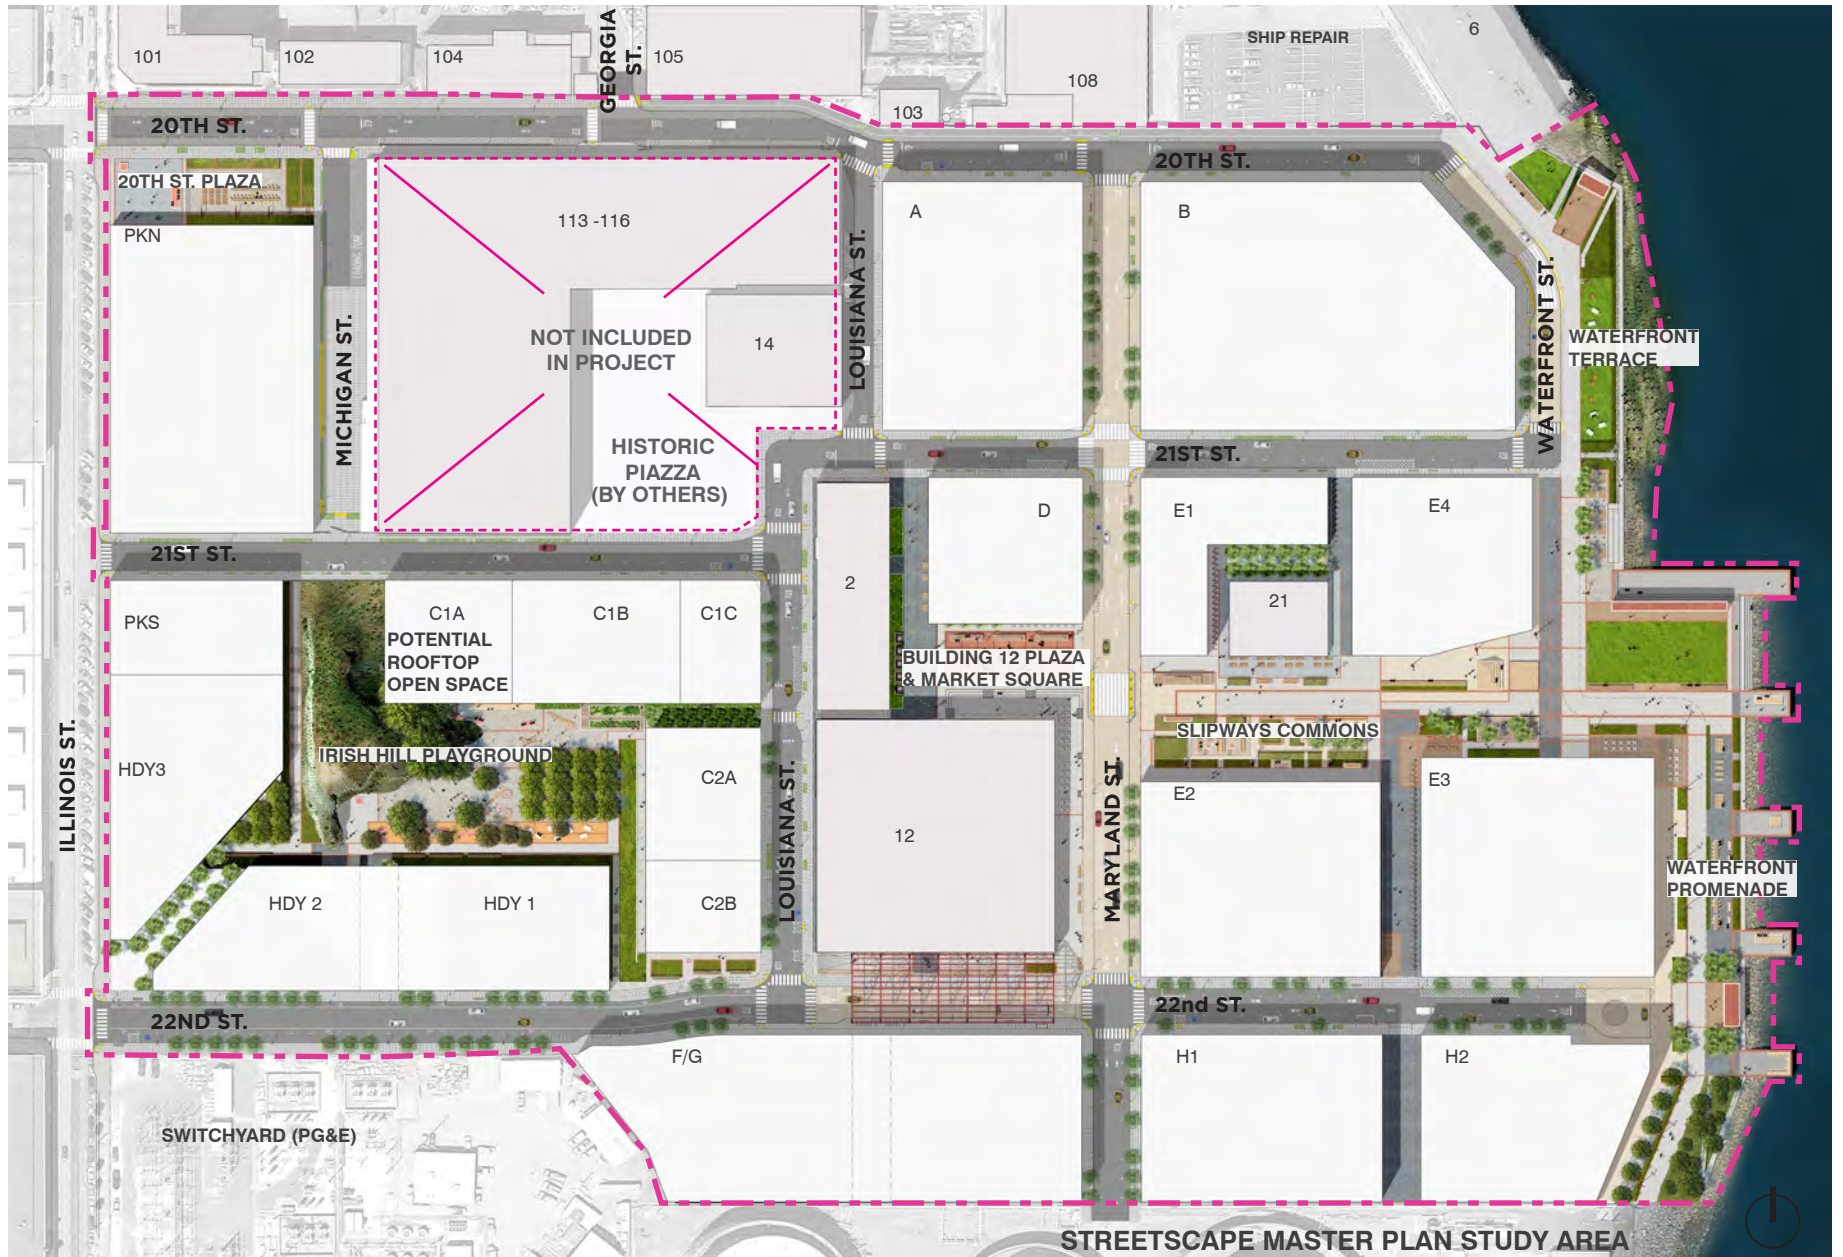 101
102
104
GEORGIA
ST.
105
108
SHIP REPAIR
6
103
20TH ST.
20TH ST.
20TH ST. PLAZA
PKN
113 -116
A
B
LOUISIANA ST.
MICHIGAN ST.
NOT INCLUDED
IN PROJECT
14
WATERFRONT ST.
WATERFRONT
TERRACE
HISTORIC
PIAZZA
(BY OTHERS)
21ST ST.
21ST ST.
D
E1
E4
2
21
PKS
C1A
C1B
C1C
POTENTIAL
ROOFTOP
OPEN SPACE
BUILDING 12 PLAZA
& MARKET SQUARE
ILLINOIS ST.
HDY3
IRISH HILL PLAYGROUND
C2A
LOUISIANA ST.
12
MARYLAND ST.
SLIPWAYS COMMONS
E2
E3
WATERFRONT
PROMENADE
HDY 2
HDY 1
C2B
22ND ST.
22nd ST.
F/G
H1
H2
SWITCHYARD (PG&E)
STREETSCAPE MASTER PLAN STUDY AREA